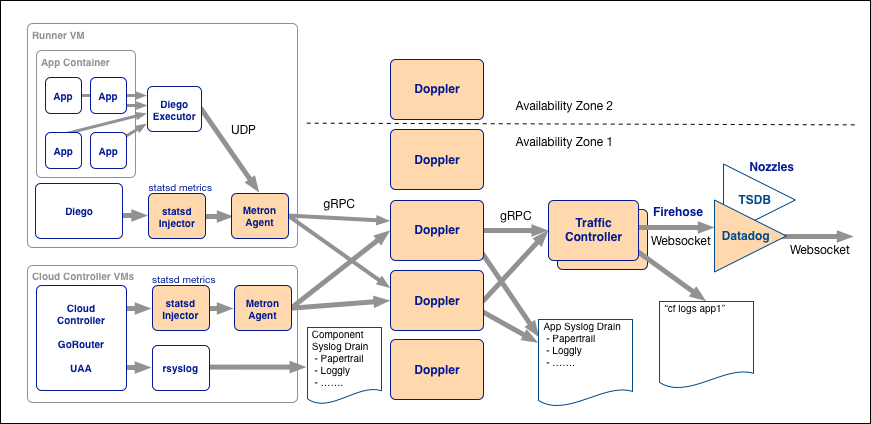 Runner VM
App Container
App
App
App
App
Diego
Executor
UDP
Diego
statsd metrics
statsd
Injector
Metron
Agent
gRPC
Cloud Controller VMs
Cloud
Controller
GoRouter
UAA
statsd metrics
statsd
Injector
Metron
Agent
rsyslog
Component
Syslog Drain
- Papertrail
- Loggly
- .......
Doppler
Availability Zone 2
Availability Zone 1
Doppler
Doppler
Doppler
Doppler
gRPC
Traffic
Controller
Firehose
Websocket
Nozzles
TSDB
Datadog
Websocket
App Syslog Drain
- Papertrail
- Loggly
- .......
“cf logs app1”